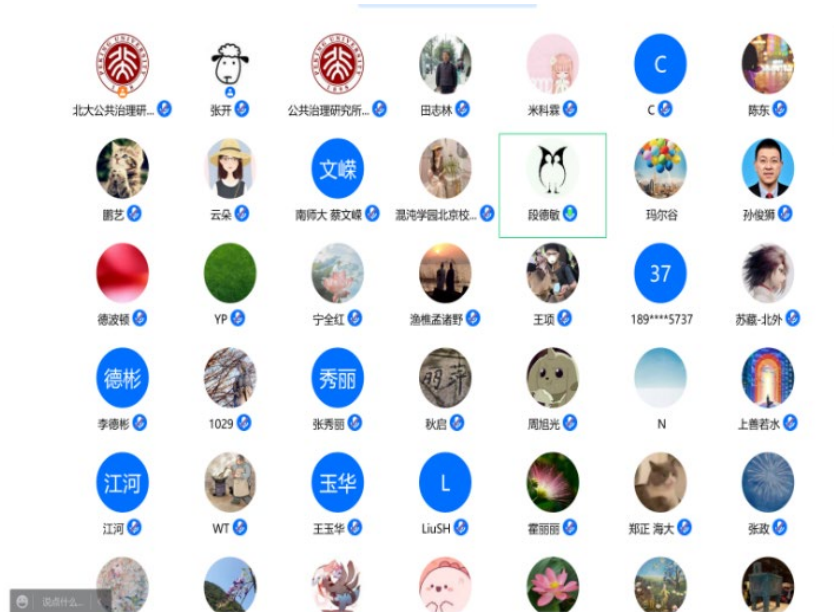 北大公共治理研...
张开
公共治理研究所...
田志林
米科霖
C
C
陈东
文嵘
鹏艺
云朵
南师大 蔡文嵘
混沌学园北京校...
段德敏
玛尔谷
孙俊狮
37
德波顿
YP
宁全红
渔樵孟诸野
王项
189****5737
苏蘊-北外
德彬
秀丽
李德彬
1029
张秀丽
秋启
周旭光
N
上善若水
江河
玉华
L
江河
WT
王玉华
LiuSH
霍丽丽
郑正 海大
张政
说点什么...